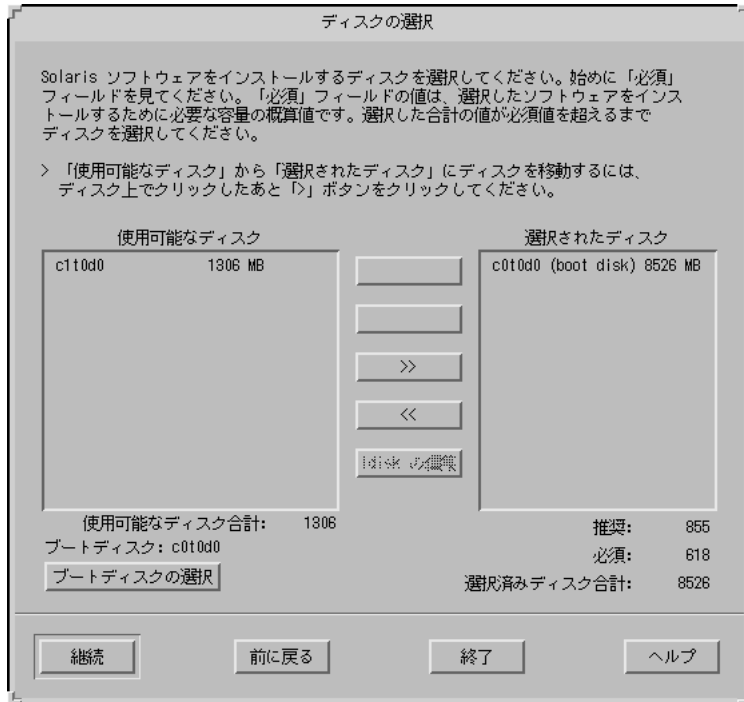 ディスクの選択
Solaris ソフトウェアをインストールするディスクを選択してください。始めに「必須」
フィールドを見てください。「必須」フィールドの値は、選択したソフトウェアをインス
トールするために必要な容量の概算値です。選択した合計の値が必須値を超えるまで
ディスクを選択してください。
> 「使用可能なディスク」から「選択されたディスク」にディスクを移動するには、
ディスク上でクリックしたあと「>」ボタンをクリックしてください。
使用可能なディスク
c1t0d0 1306 MB
>>
<<
選択されたディスク
c0t0d0 (boot disk) 8526 MB
使用可能なディスク合計: 1306
ブートディスク: c0t0d0
ブートディスクの選択
推奨: 855
必須: 618
選択済みディスク合計: 8526
継続
前に戻る
終了
ヘルプ